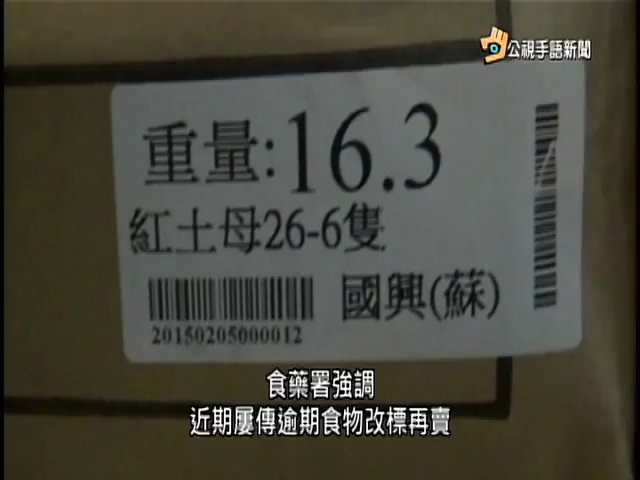 公視手語新聞
重量:16.3
紅土母26-6隻
國興(蘇)
20150205000012
食藥署強調
近期屢傳逾期食物改標再賣